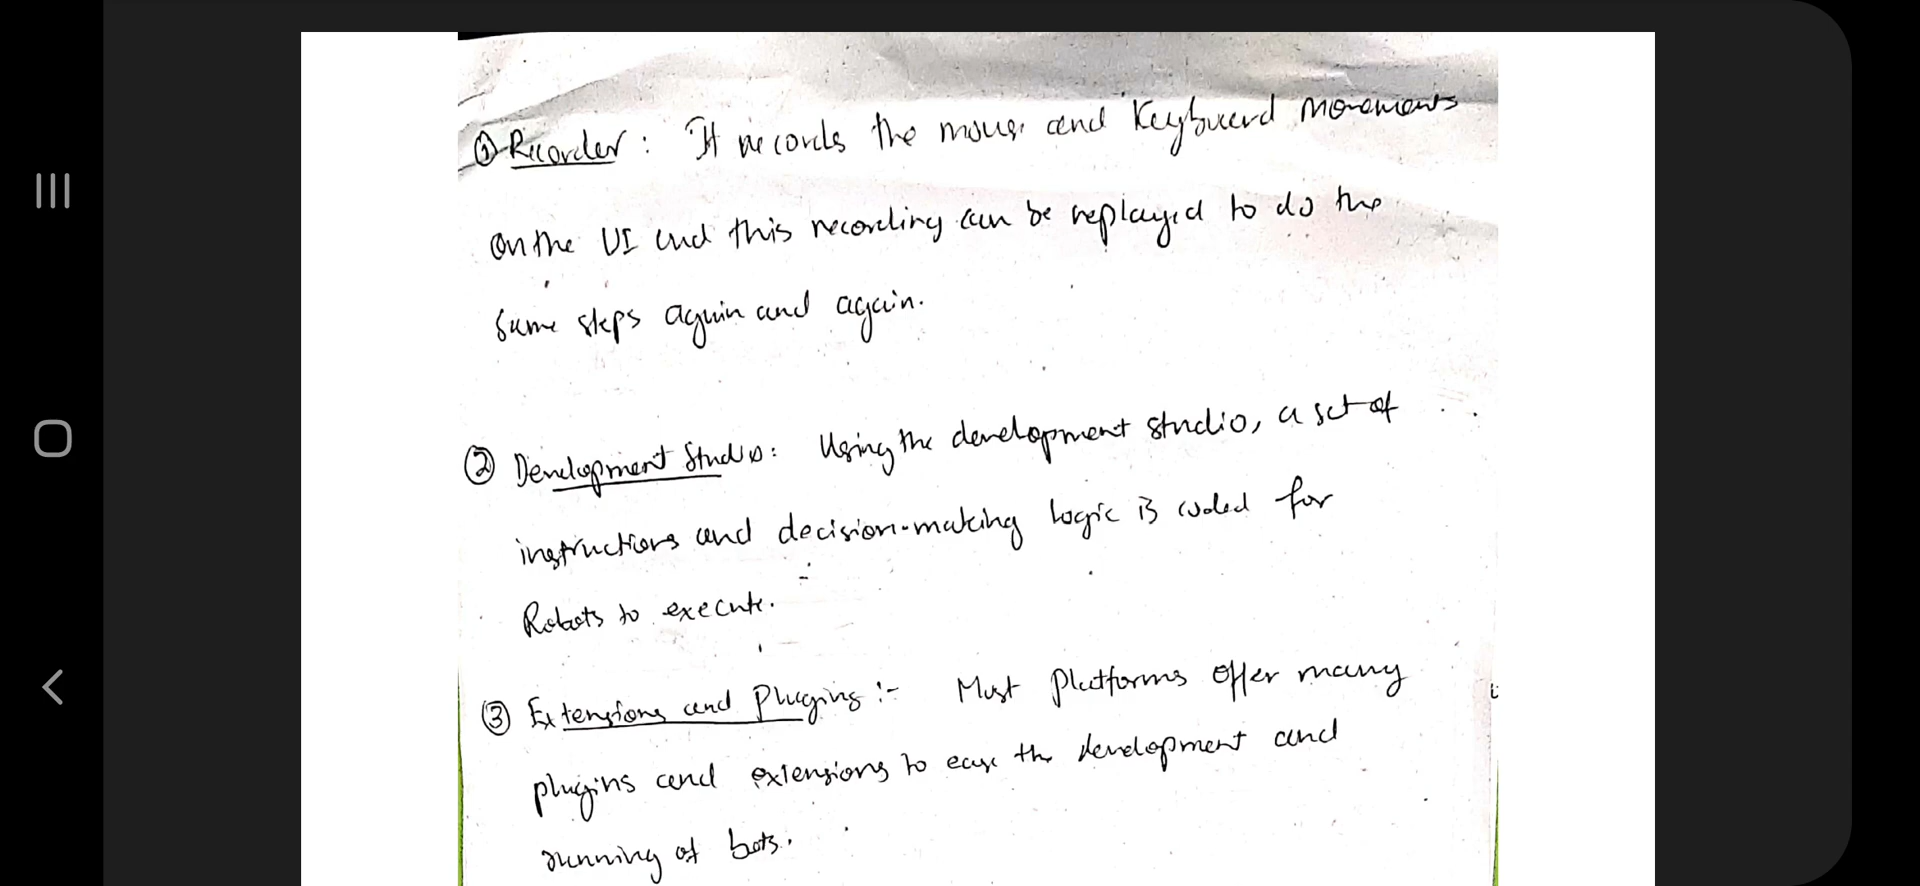 ① Recorder : It records the mouse and Keyboard Movements
on the UI and this recording can be replayed to do the
same steps again and again.
② Development Studio : Using the development studio, a set of
instructions and decision-making logic is coded for
Robots to execute.
③ Extensions and Plugins :- Most Platforms offer many
plugins and extensions to ease the development and
running of bots.